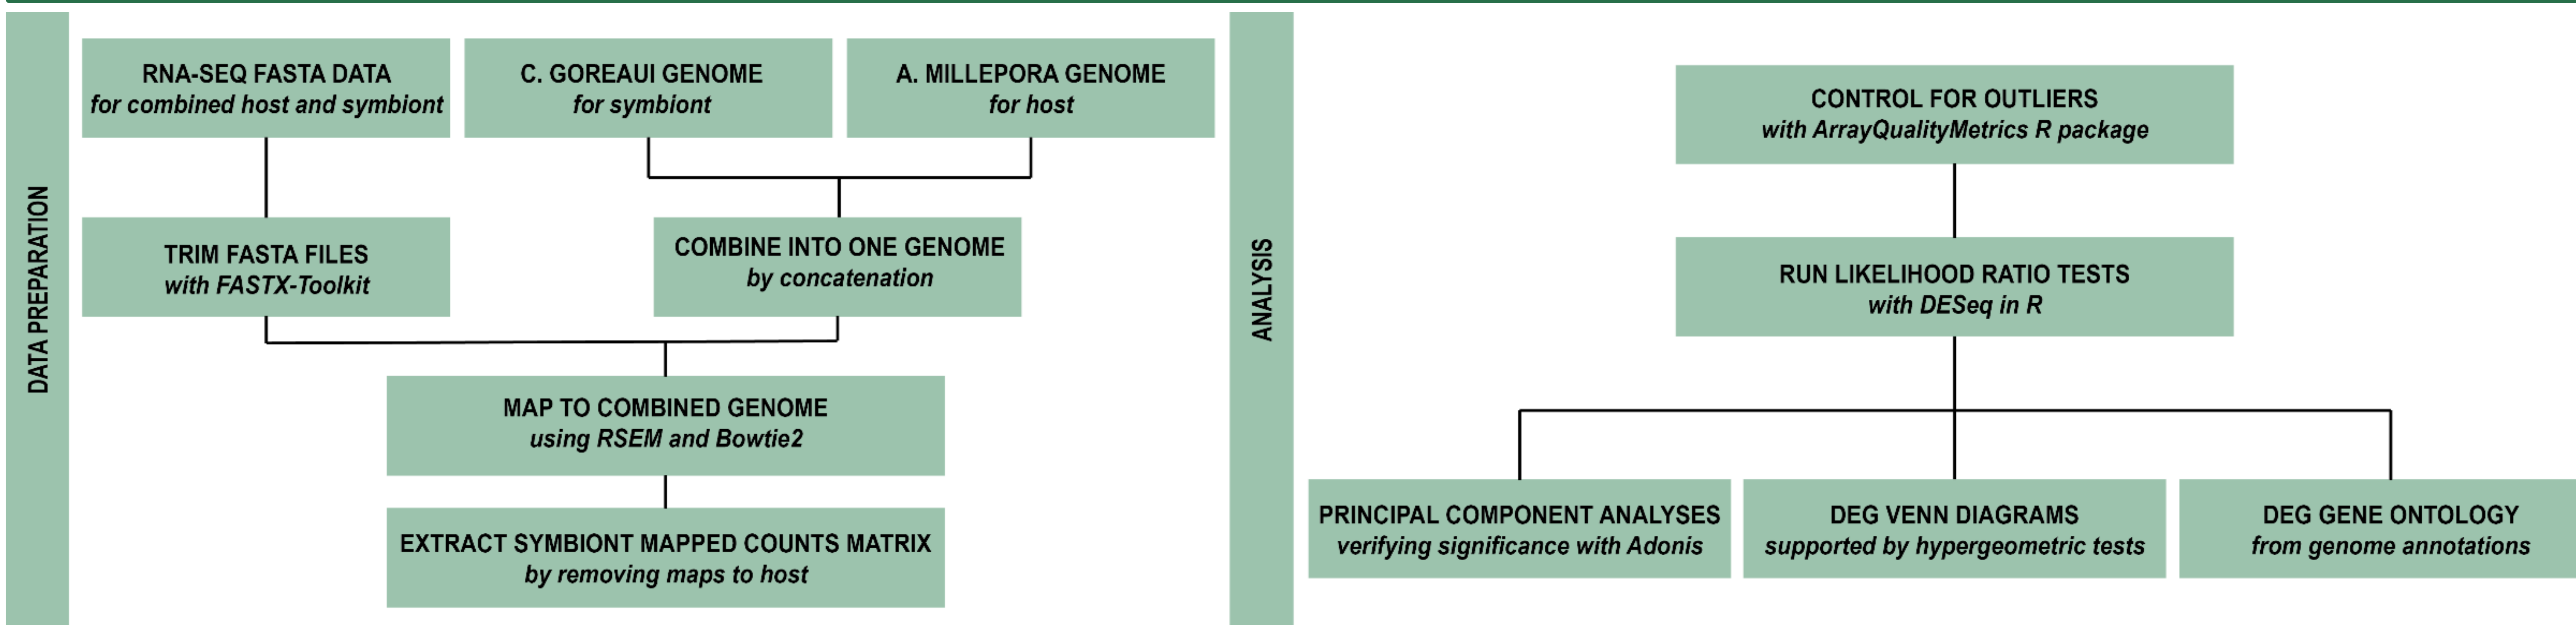 DATA PREPARATION
RNA-SEQ FASTA DATA
for combined host and symbiont
C. GOREAUI GENOME
for symbiont
A. MILLEPORA GENOME
for host
TRIM FASTA FILES
with FASTX-Toolkit
COMBINE INTO ONE GENOME
by concatenation
MAP TO COMBINED GENOME
using RSEM and Bowtie2
EXTRACT SYMBIONT MAPPED COUNTS MATRIX
by removing maps to host
ANALYSIS
CONTROL FOR OUTLIERS
with ArrayQualityMetrics R package
RUN LIKELIHOOD RATIO TESTS
with DESeq in R
PRINCIPAL COMPONENT ANALYSES
verifying significance with Adonis
DEG VENN DIAGRAMS
supported by hypergeometric tests
DEG GENE ONTOLOGY
from genome annotations